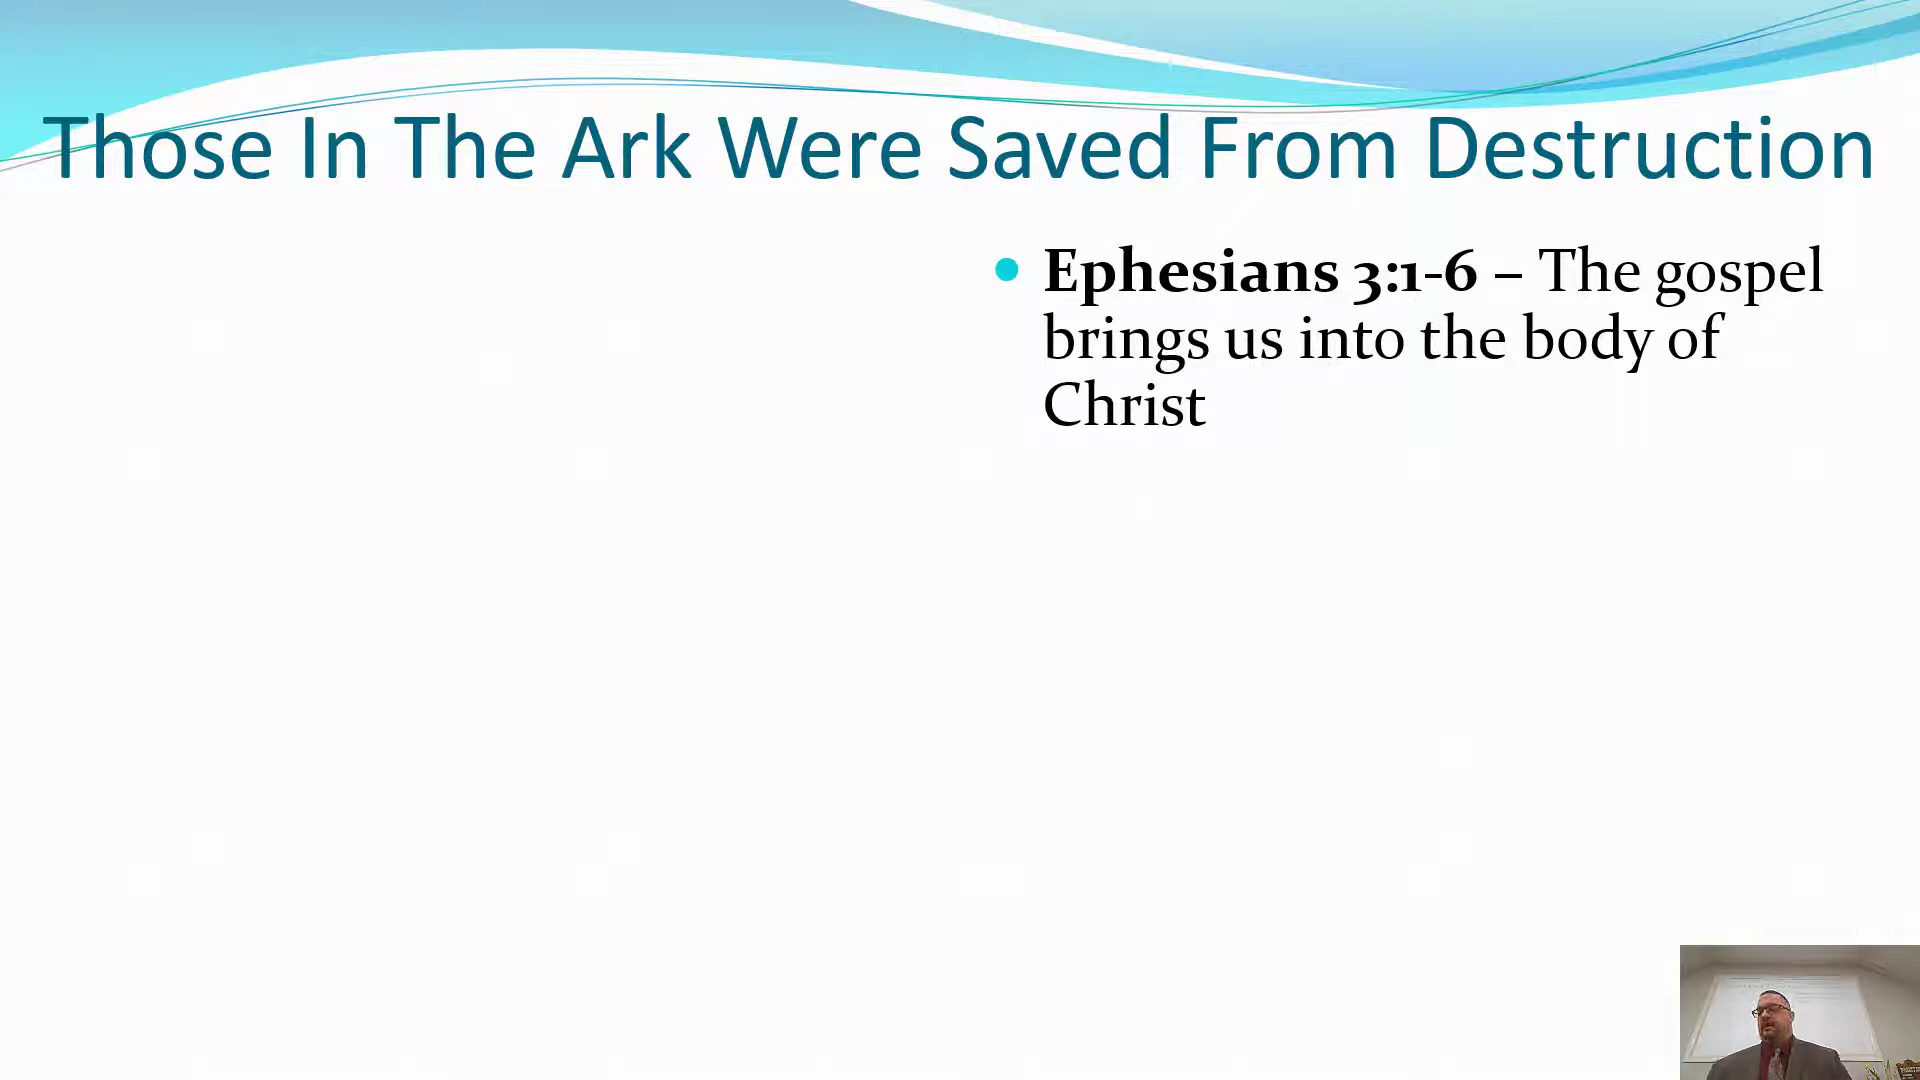 Those In The Ark Were Saved From Destruction
Ephesians 3:1-6 – The gospel
brings us into the body of
Christ